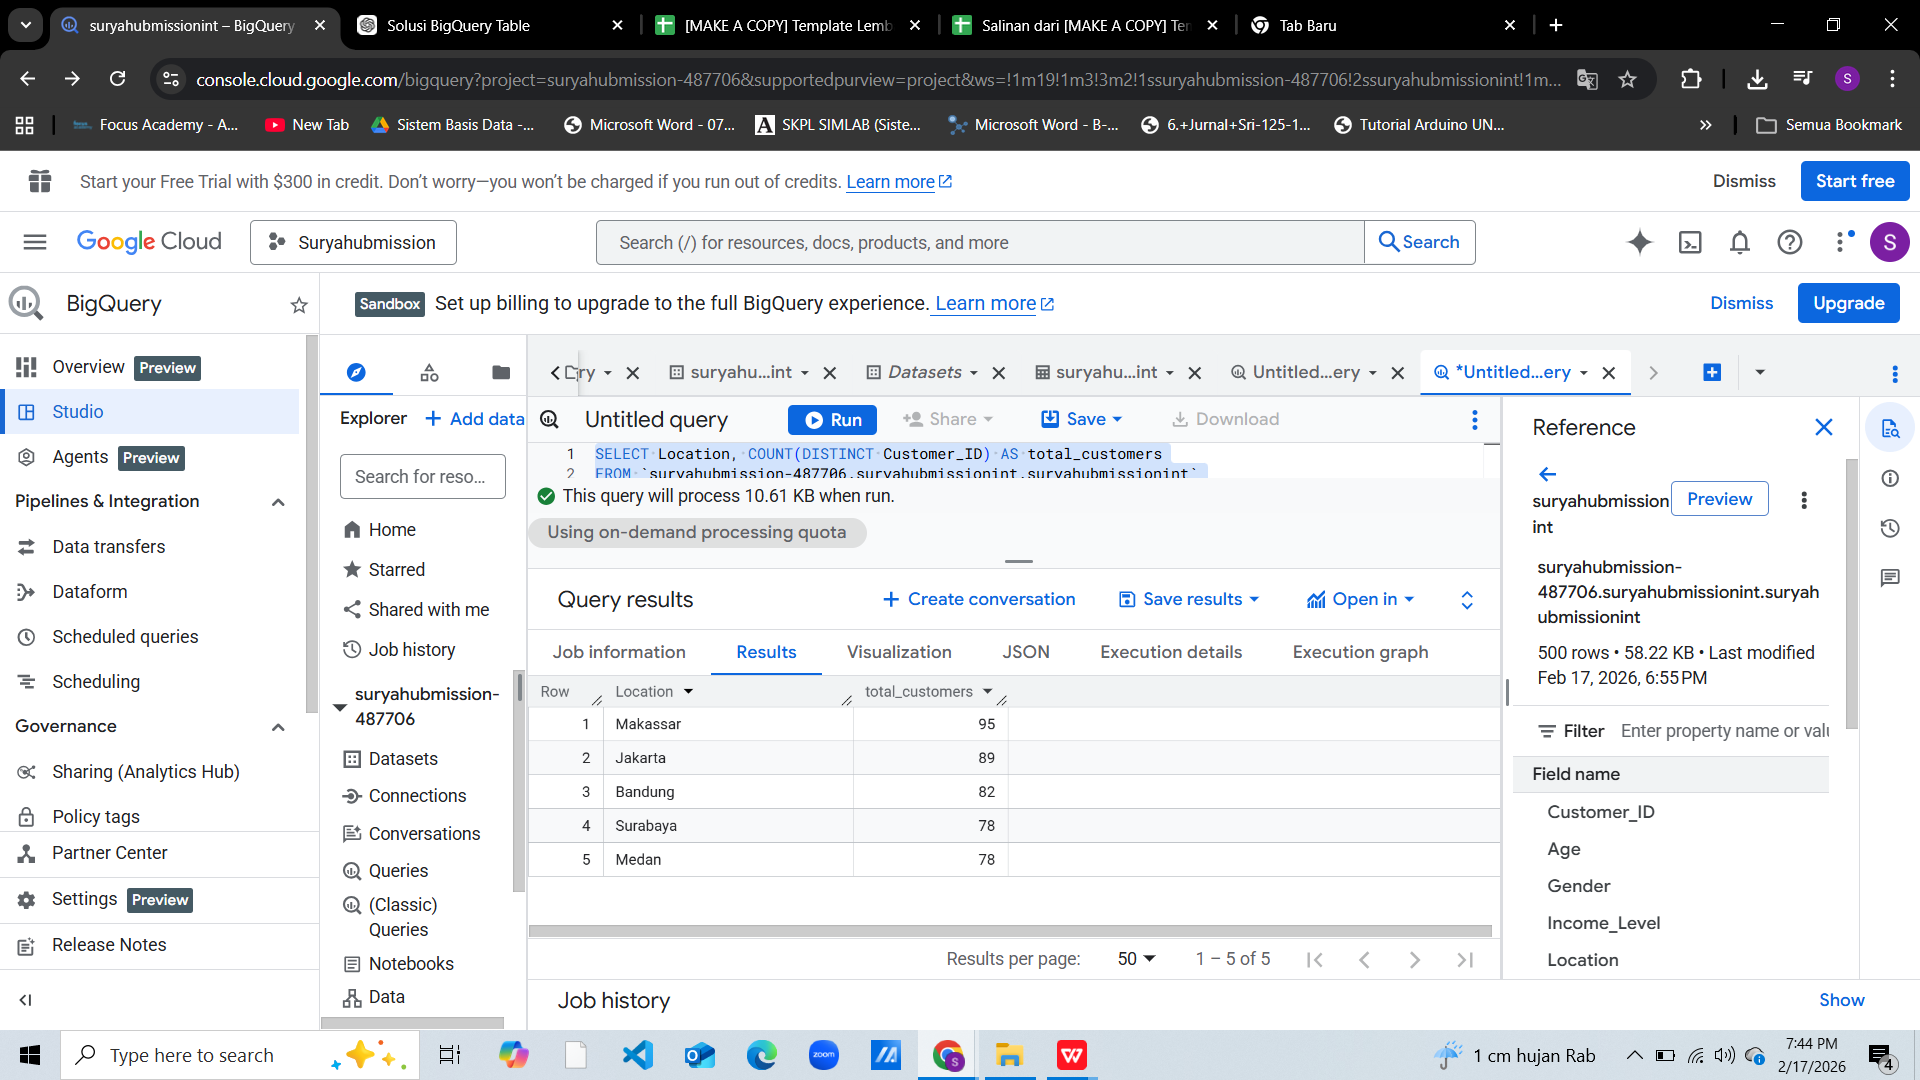 suryahubmissionint – BigQuery
Solusi BigQuery Table
[MAKE A COPY] Template Lemb
Salinan dari [MAKE A COPY] Ter
Tab Baru
console.cloud.google.com/bigquery?project=suryahubmission-487706&supportedpurview=project&ws=!1m19!1m3!3m2!1ssuryahubmission-487706!2ssuryahubmissionint!1m...
S
Focus Academy - A...
New Tab
Sistem Basis Data -...
Microsoft Word - 07...
SKPL SIMLAB (Siste...
Microsoft Word - B-...
6.+Jurnal+Sri-125-1...
Tutorial Arduino UN...
»
Semua Bookmark
Start your Free Trial with $300 in credit. Don't worry—you won't be charged if you run out of credits. Learn more
Dismiss
Start free
Google Cloud
Suryahubmission
Search (/) for resources, docs, products, and more
Search
S
BigQuery
Sandbox Set up billing to upgrade to the full BigQuery experience. Learn more
Dismiss
Upgrade
Overview Preview
Studio
Agents Preview
Pipelines & Integration
Data transfers
Dataform
Scheduled queries
Scheduling
Governance
Sharing (Analytics Hub)
Policy tags
Partner Center
Settings Preview
Release Notes
Explorer
+ Add data
Search for reso...
Home
Starred
Shared with me
Job history
suryahubmission-
487706
Datasets
Connections
Conversations
Queries
(Classic)
Queries
Notebooks
Data
ry
suryahu...int
Datasets
suryahu...int
Untitled...ery
*Untitled...ery
Untitled query
Run
Share
Save
Download
1 SELECT Location, COUNT(DISTINCT Customer_ID) AS total_customers
2 FROM `suryahubmission-487706.suryahubmissionint.suryahubmissionint`
This query will process 10.61 KB when run.
Using on-demand processing quota
Query results
+ Create conversation
Save results
Open in
Job information
Results
Visualization
JSON
Execution details
Execution graph
Row Location total_customers
1 Makassar 95
2 Jakarta 89
3 Bandung 82
4 Surabaya 78
5 Medan 78
Results per page: 50 1 – 5 of 5
Job history
Show
Reference
suryahubmission
int
Preview
suryahubmission-
487706.suryahubmissionint.suryah
ubmissionint
500 rows • 58.22 KB • Last modified
Feb 17, 2026, 6:55 PM
Filter Enter property name or valu
Field name
Customer_ID
Age
Gender
Income_Level
Location
Type here to search
zoom
1 cm hujan Rab
7:44 PM
2/17/2026
4